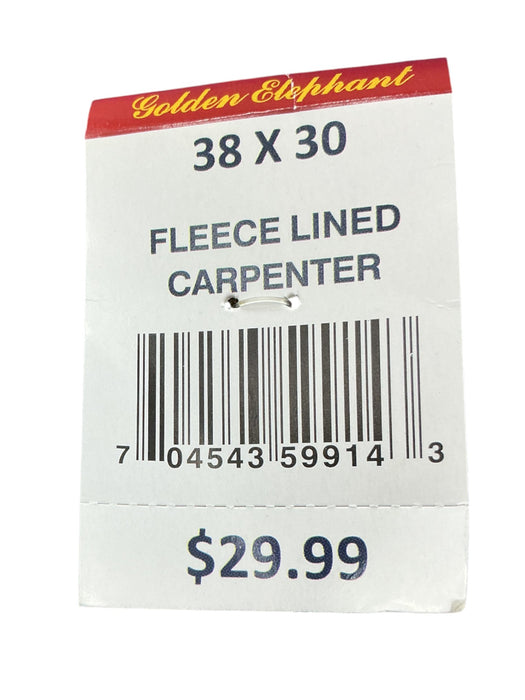 Golden Elephant
38 X 30
FLEECE LINED
CARPENTER
7 04543 59914 3
$29.99